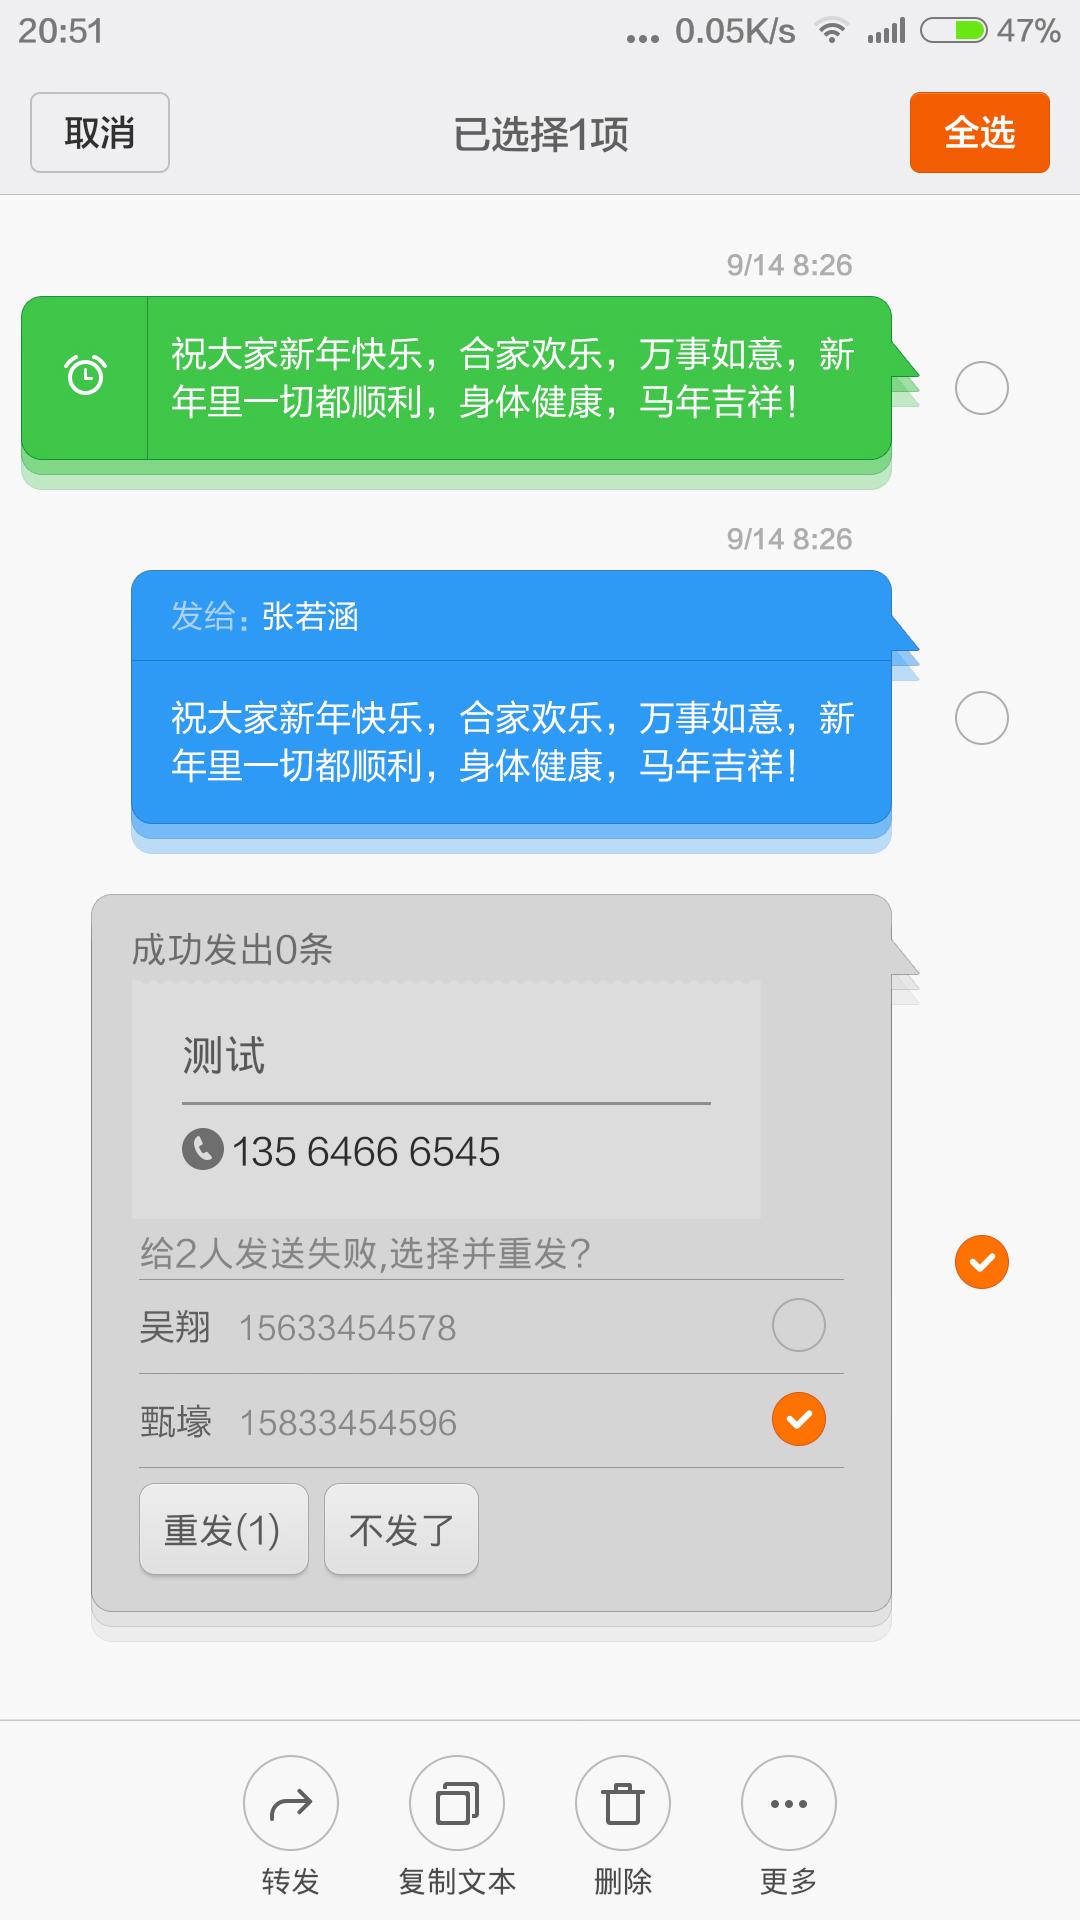 20:51 ... 0.05K/s 47%
取消 已选择1项 全选
9/14 8:26
祝大家新年快乐，合家欢乐，万事如意，新
年里一切都顺利，身体健康，马年吉祥！
9/14 8:26
发给：张若涵
祝大家新年快乐，合家欢乐，万事如意，新
年里一切都顺利，身体健康，马年吉祥！
成功发出0条
测试
135 6466 6545
给2人发送失败,选择并重发?
吴翔 15633454578
甄壕 15833454596
重发(1) 不发了
转发 复制文本 删除 更多